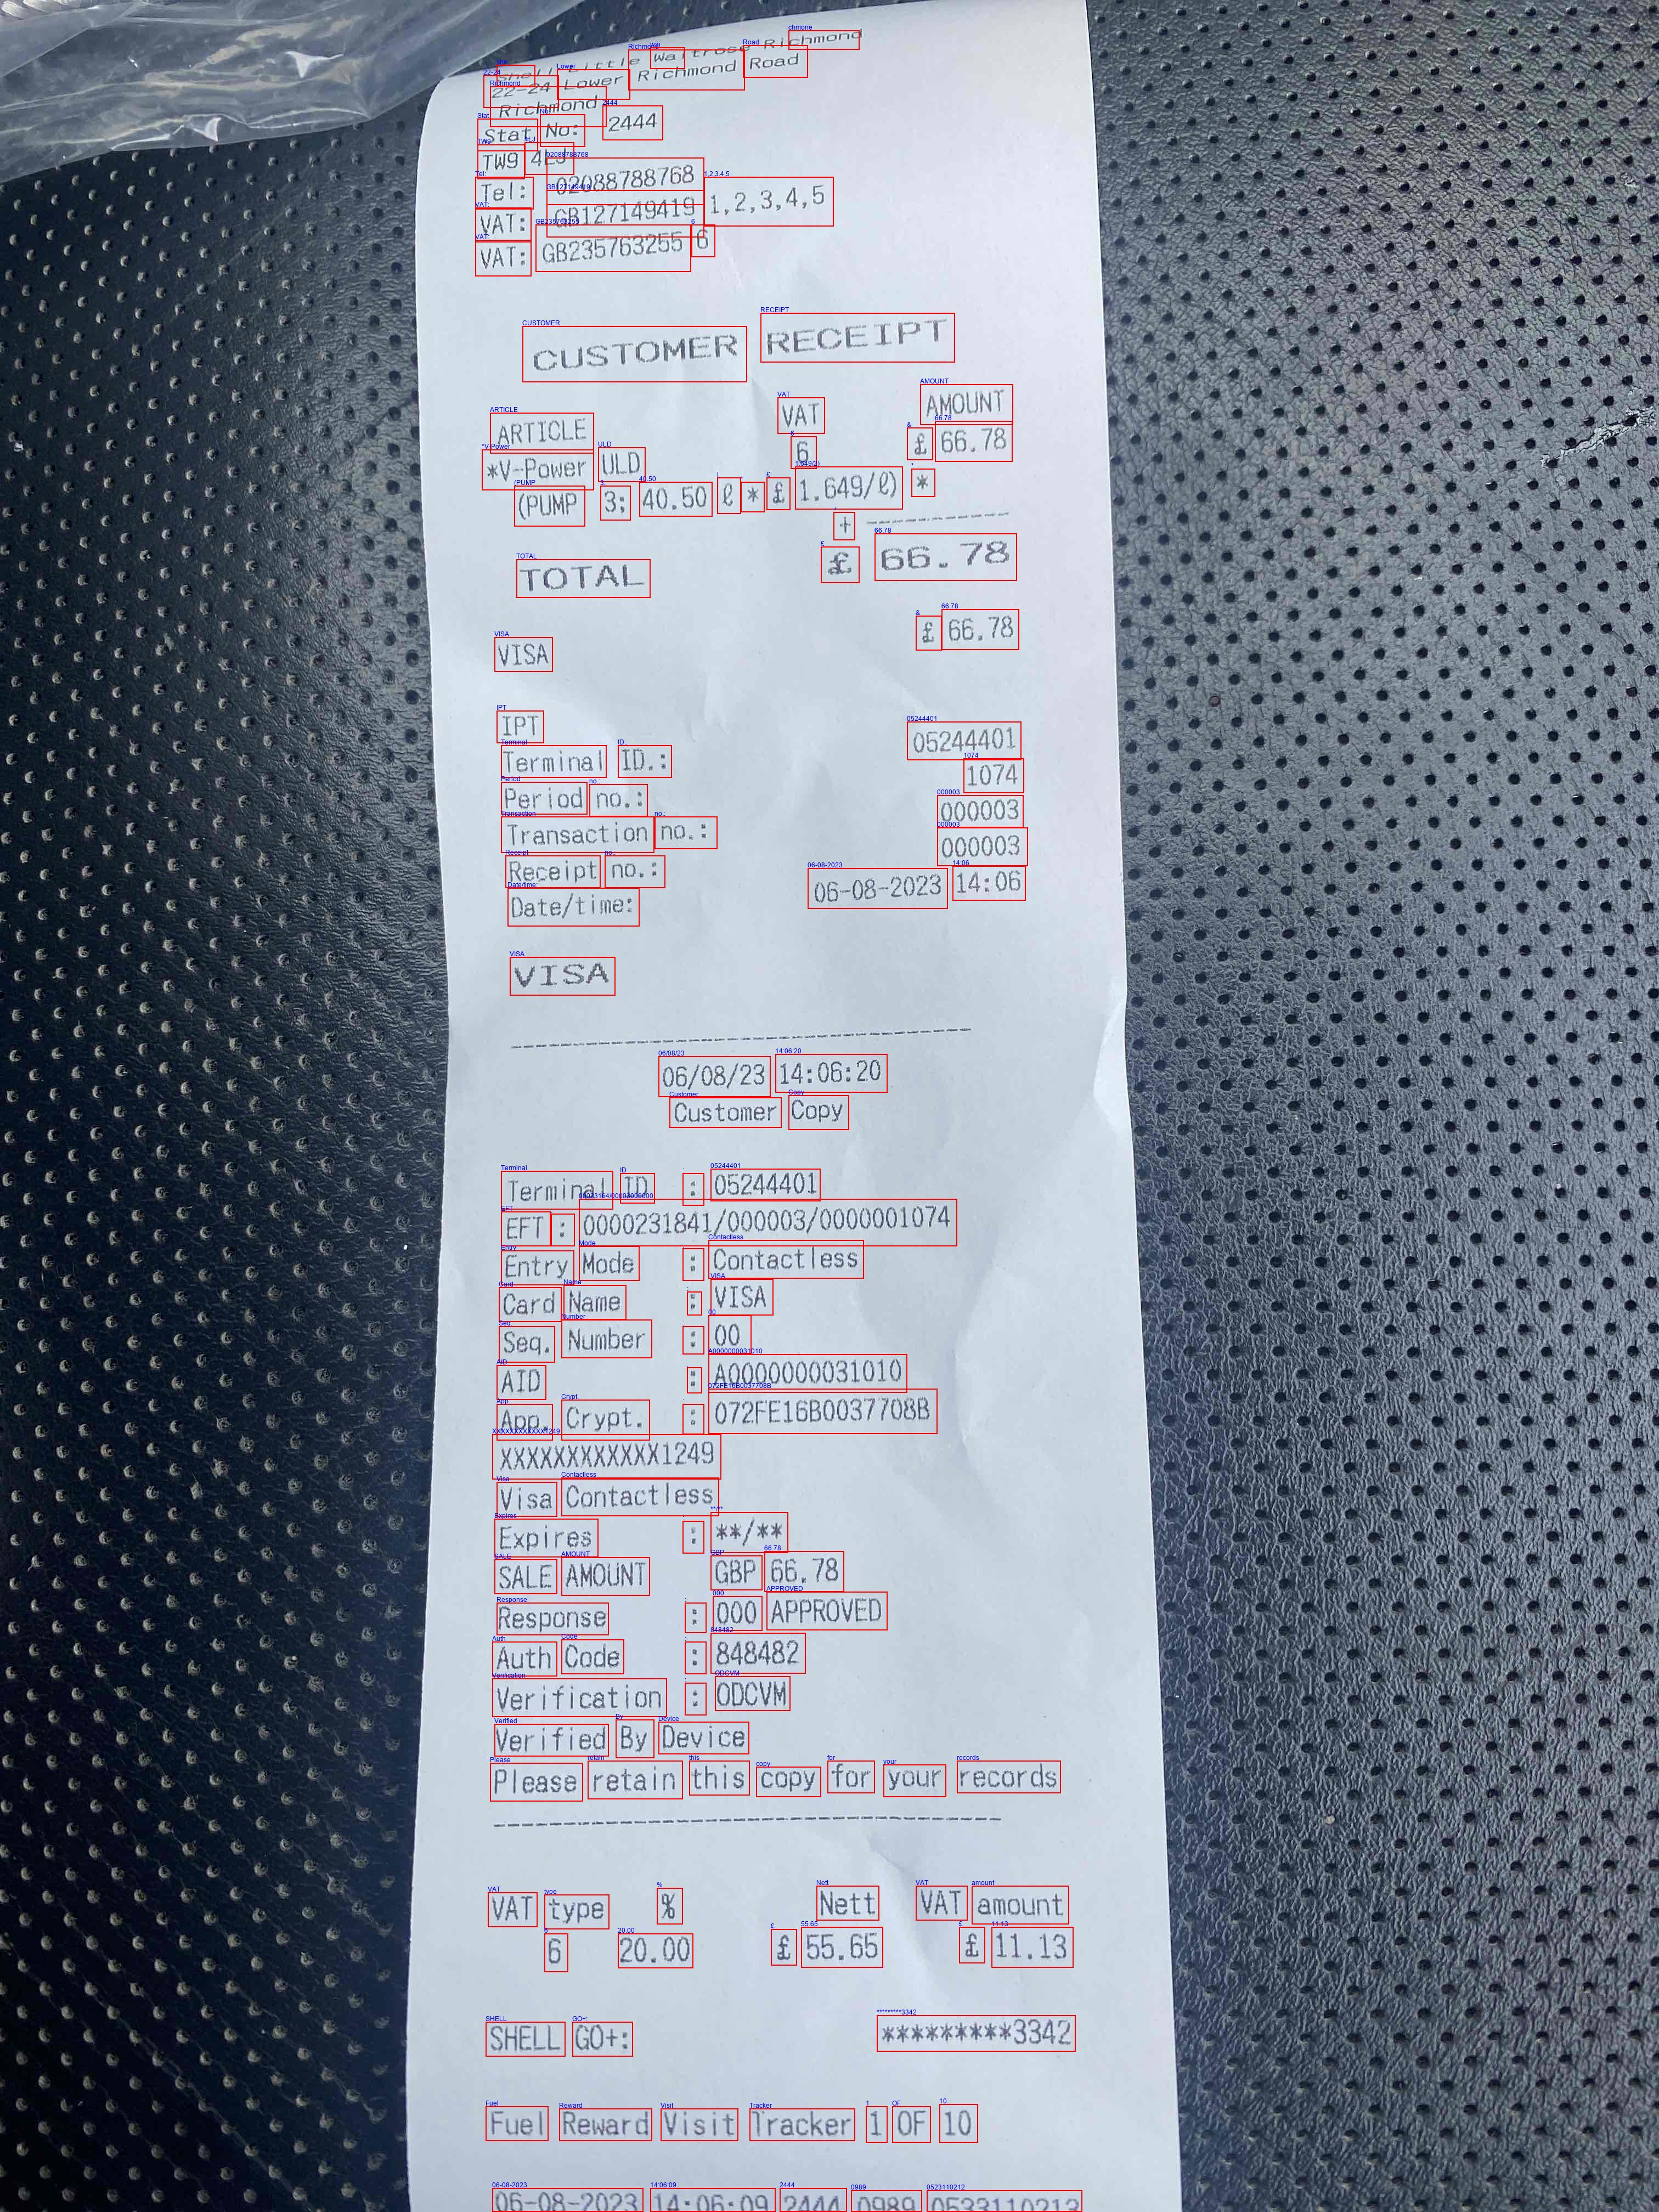 Shell Little Waitrose Richmond
22-24 Lower Richmond Road
Richmond
Stat No: 2444
TW9 4LJ
Tel: 02088788768
VAT: GB127149419 1,2,3,4,5
VAT: GB235763255 6
CUSTOMER RECEIPT
ARTICLE VAT AMOUNT
*V-Power ULD 6 £ 66.78
(PUMP 3; 40.50 ℓ * £ 1.649/ℓ) *
+
TOTAL £ 66.78
VISA £ 66.78
IPT
Terminal ID.: 05244401
Period no.: 1074
Transaction no.: 000003
Receipt no.: 000003
Date/time: 06-08-2023 14:06
VISA
06/08/23 14:06:20
Customer Copy
Terminal ID : 05244401
EFT : 0000231841/000003/0000001074
Entry Mode : Contactless
Card Name : VISA
Seq. Number : 00
AID : A0000000031010
App. Crypt. : 072FE16B0037708B
XXXXXXXXXXXX1249
Visa Contactless
Expires : **/**
SALE AMOUNT GBP 66.78
Response : 000 APPROVED
Auth Code : 848482
Verification : ODCVM
Verified By Device
Please retain this copy for your records
VAT type % Nett VAT amount
6 20.00 £ 55.65 £ 11.13
SHELL GO+: *********3342
Fuel Reward Visit Tracker 1 OF 10
06-08-2023 14:06:09 2444 0989